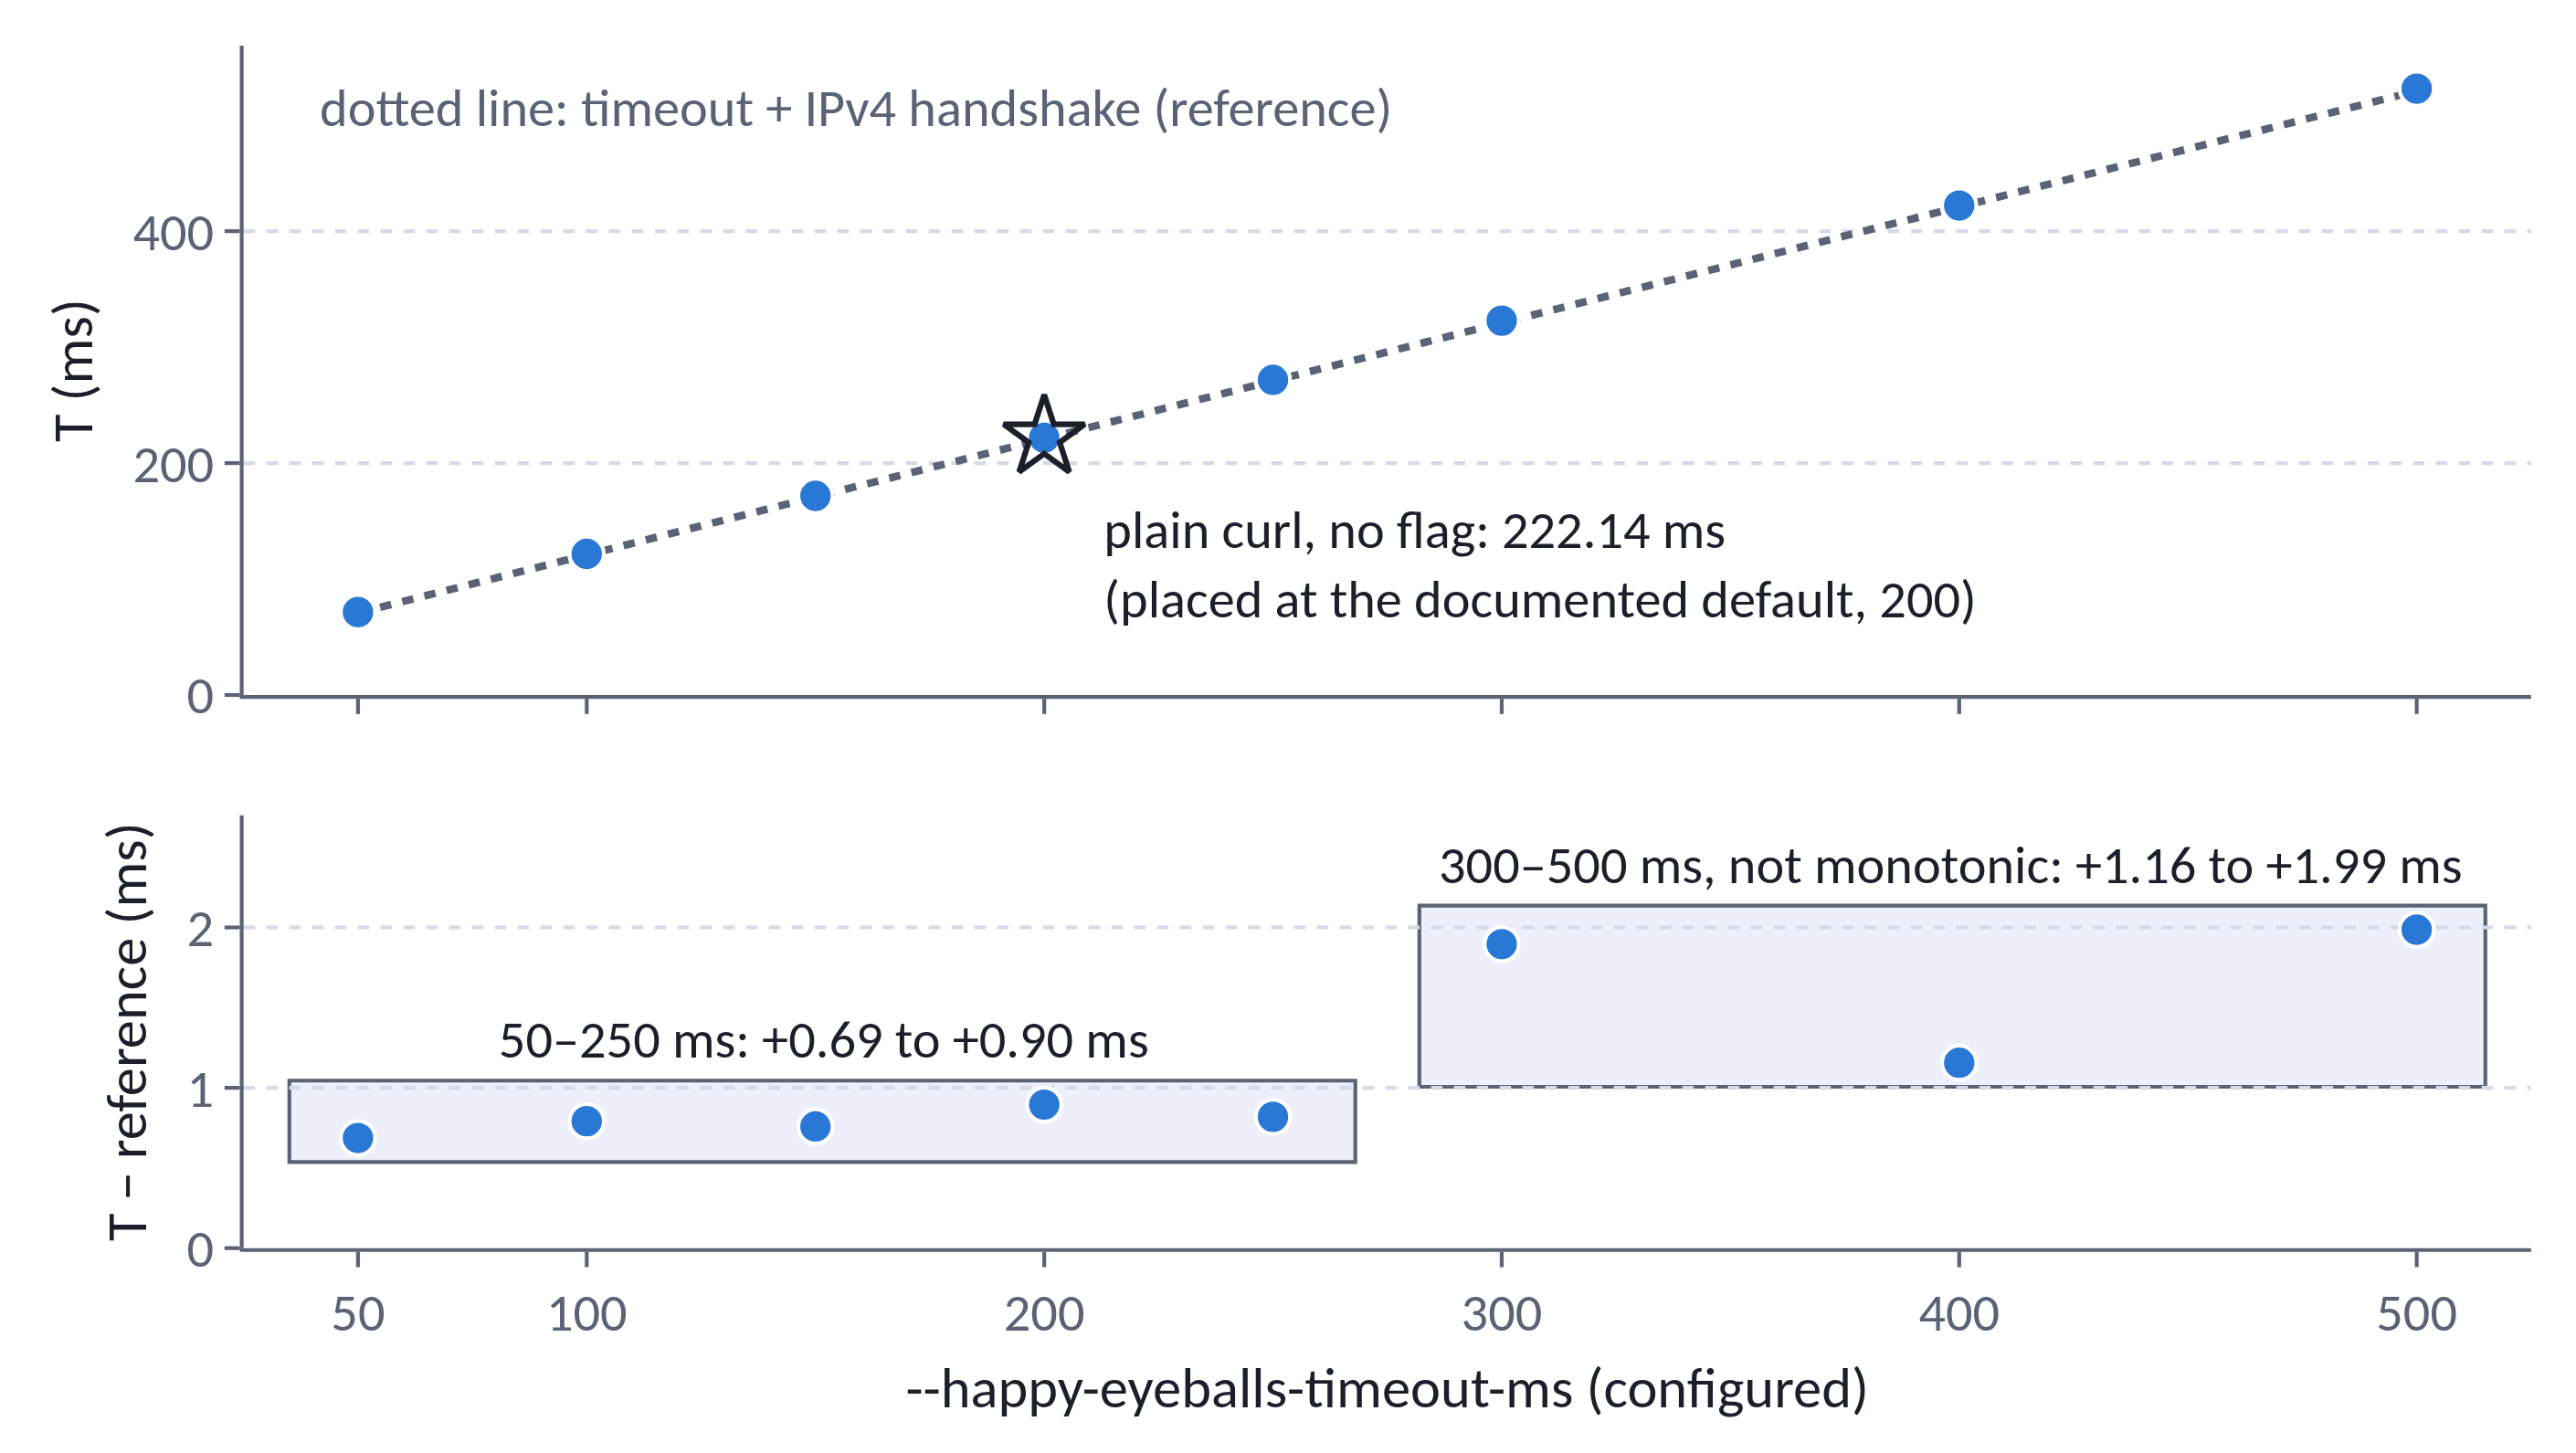 dotted line: timeout + IPv4 handshake (reference)
400
200
0
T (ms)
plain curl, no flag: 222.14 ms
(placed at the documented default, 200)
300–500 ms, not monotonic: +1.16 to +1.99 ms
50–250 ms: +0.69 to +0.90 ms
2
1
0
T – reference (ms)
50 100 200 300 400 500
--happy-eyeballs-timeout-ms (configured)